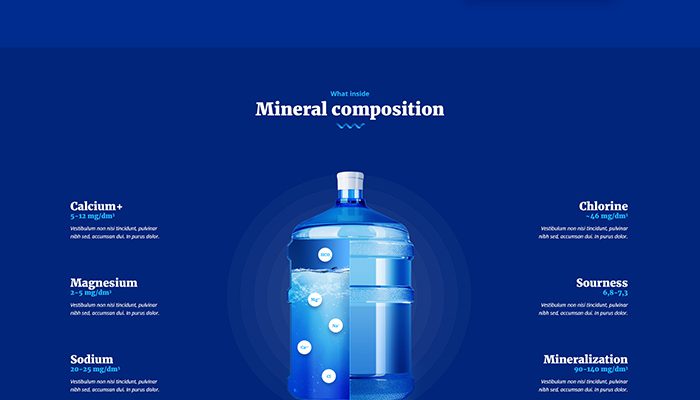 What inside
Mineral composition
Calcium+
5-12 mg/dm³
Vestibulum non nisi tincidunt, pulvinar
nibh sed, accumsan dui. In purus dolor.
Magnesium
2-5 mg/dm³
Vestibulum non nisi tincidunt, pulvinar
nibh sed, accumsan dui. In purus dolor.
Sodium
20-25 mg/dm³
Vestibulum non nisi tincidunt, pulvinar
nibh sed, accumsan dui. In purus dolor.
Mg⁺
Na⁺
Ca⁺
Chlorine
~46 mg/dm³
Vestibulum non nisi tincidunt, pulvinar
nibh sed, accumsan dui. In purus dolor.
Sourness
6,8-7,3
Vestibulum non nisi tincidunt, pulvinar
nibh sed, accumsan dui. In purus dolor.
Mineralization
90-140 mg/dm³
Vestibulum non nisi tincidunt, pulvinar
nibh sed, accumsan dui. In purus dolor.